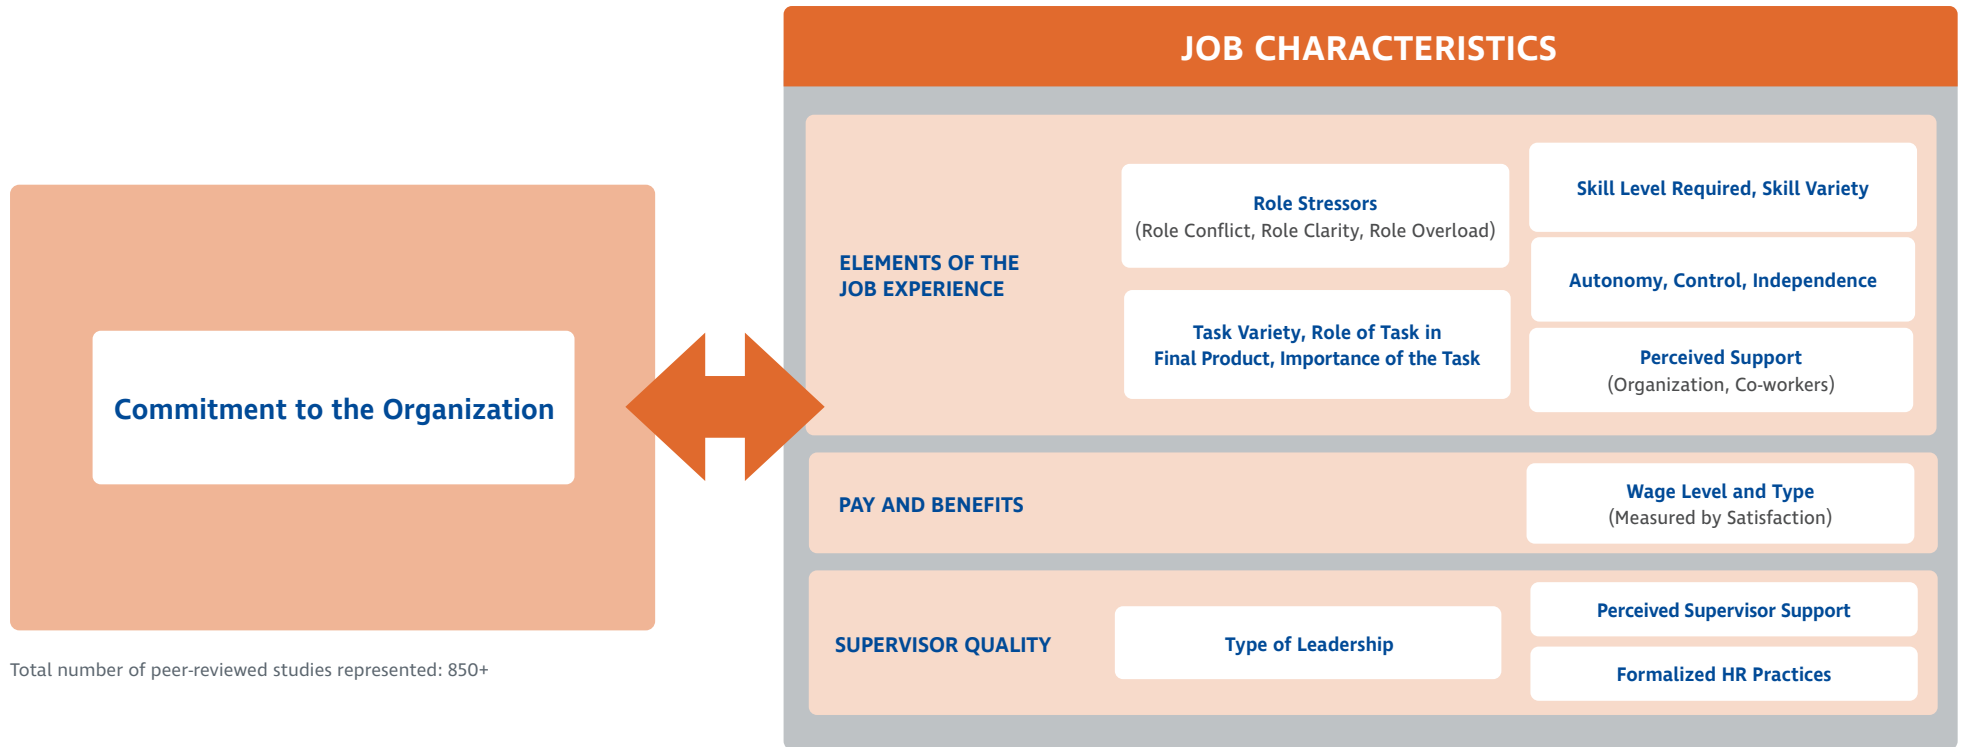 JOB CHARACTERISTICS
Commitment to the Organization
Total number of peer-reviewed studies represented: 850+
ELEMENTS OF THE
JOB EXPERIENCE
Role Stressors
(Role Conflict, Role Clarity, Role Overload)
Task Variety, Role of Task in
Final Product, Importance of the Task
Skill Level Required, Skill Variety
Autonomy, Control, Independence
Perceived Support
(Organization, Co-workers)
PAY AND BENEFITS
Wage Level and Type
(Measured by Satisfaction)
SUPERVISOR QUALITY
Type of Leadership
Perceived Supervisor Support
Formalized HR Practices